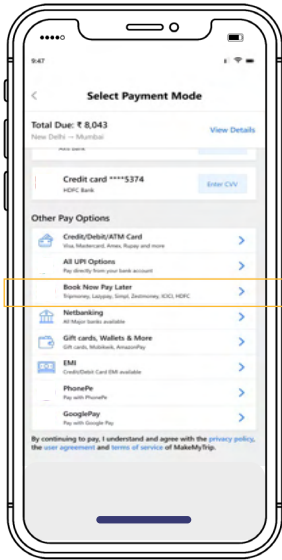 9:47
Select Payment Mode
Total Due: ₹ 8,043
New Delhi → Mumbai
View Details
Credit card ****5374
HDFC Bank
Enter CVV
Other Pay Options
Credit/Debit/ATM Card
Visa, Mastercard, Amex, Rupay and more
All UPI Options
Pay directly from your bank account
Book Now Pay Later
Tripmoney, Lazypay, Simpl, Zestmoney, ICICI, HDFC
Netbanking
All Major banks available
Gift cards, Wallets & More
Gift cards, Mobikwik, AmazonPay
EMI
Credit/Debit Card EMI available
PhonePe
Pay with PhonePe
GooglePay
Pay with Google Pay
By continuing to pay, I understand and agree with the privacy policy,
the user agreement and terms of service of MakeMyTrip.